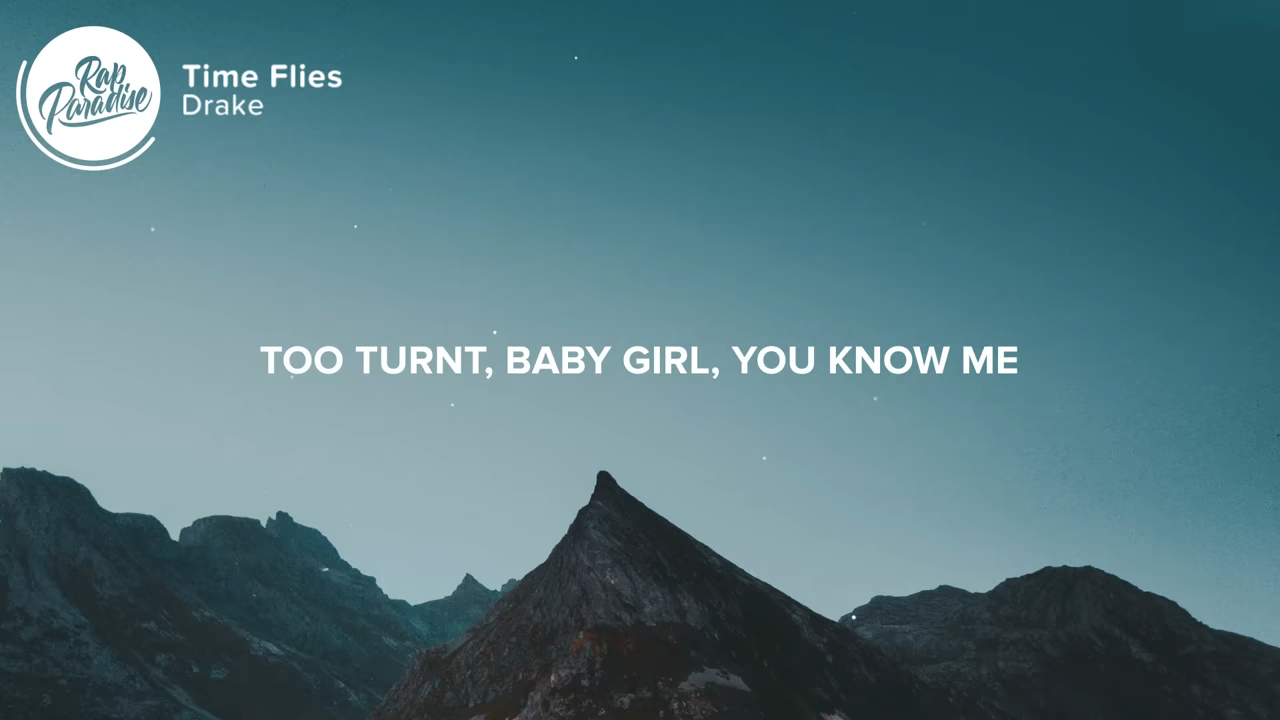 Rap
Paradise
Time Flies
Drake
TOO TURNT, BABY GIRL, YOU KNOW ME